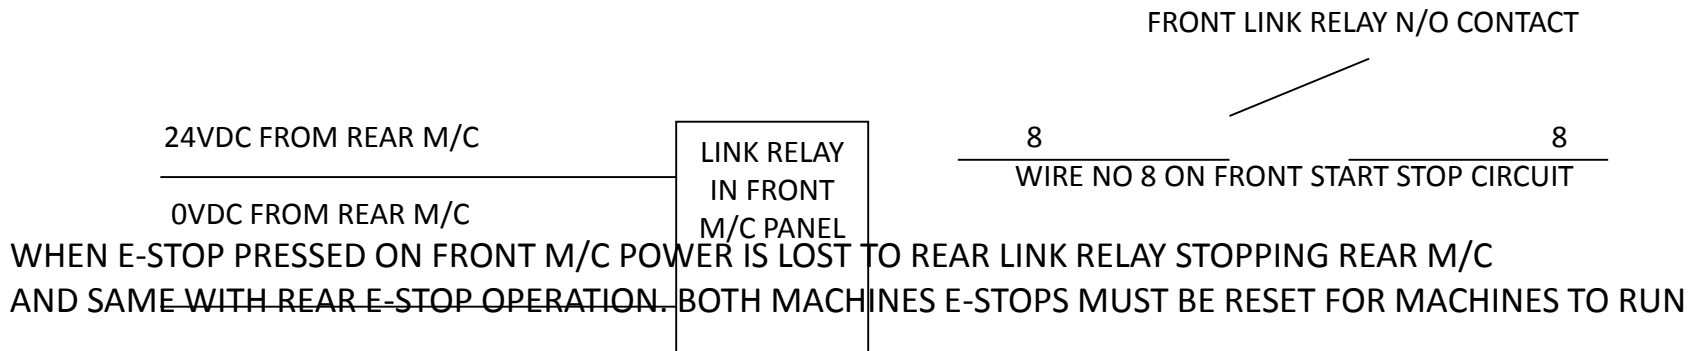 FRONT LINK RELAY N/O CONTACT
24VDC FROM REAR M/C
8
8
LINK RELAY
IN FRONT
M/C PANEL
WIRE NO 8 ON FRONT START STOP CIRCUIT
0VDC FROM REAR M/C
WHEN E-STOP PRESSED ON FRONT M/C POWER IS LOST TO REAR LINK RELAY STOPPING REAR M/C
AND SAME WITH REAR E-STOP OPERATION. BOTH MACHINES E-STOPS MUST BE RESET FOR MACHINES TO RUN